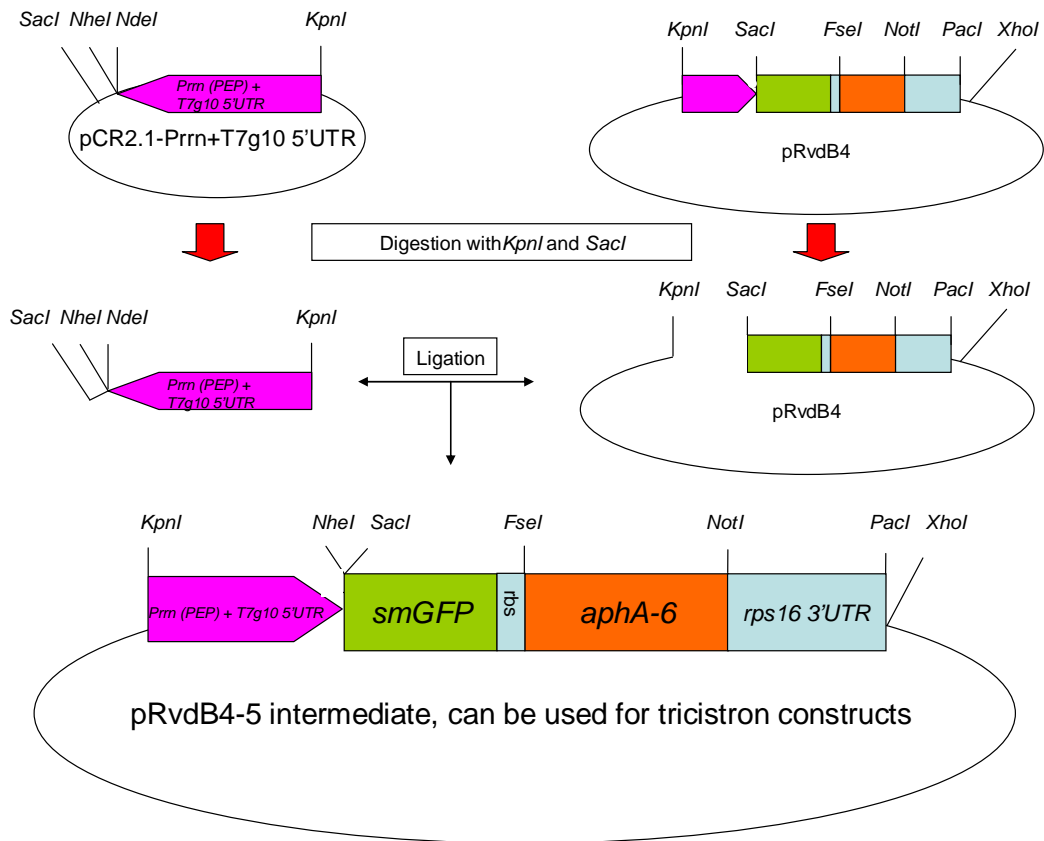 SacI NheI NdeI KpnI
Prrn (PEP) +
T7g10 5'UTR
pCR2.1-Prrn+T7g10 5'UTR
KpnI SacI FseI NotI PacI XhoI
pRvdB4
Digestion withKpnI and SacI
SacI NheI NdeI KpnI
Prrn (PEP) +
T7g10 5'UTR
Ligation
KpnI SacI FseI NotI PacI XhoI
pRvdB4
KpnI NheI SacI FseI NotI PacI XhoI
Prrn (PEP) + T7g10 5'UTR
smGFP
rbs
aphA-6
rps16 3'UTR
pRvdB4-5 intermediate, can be used for tricistron constructs